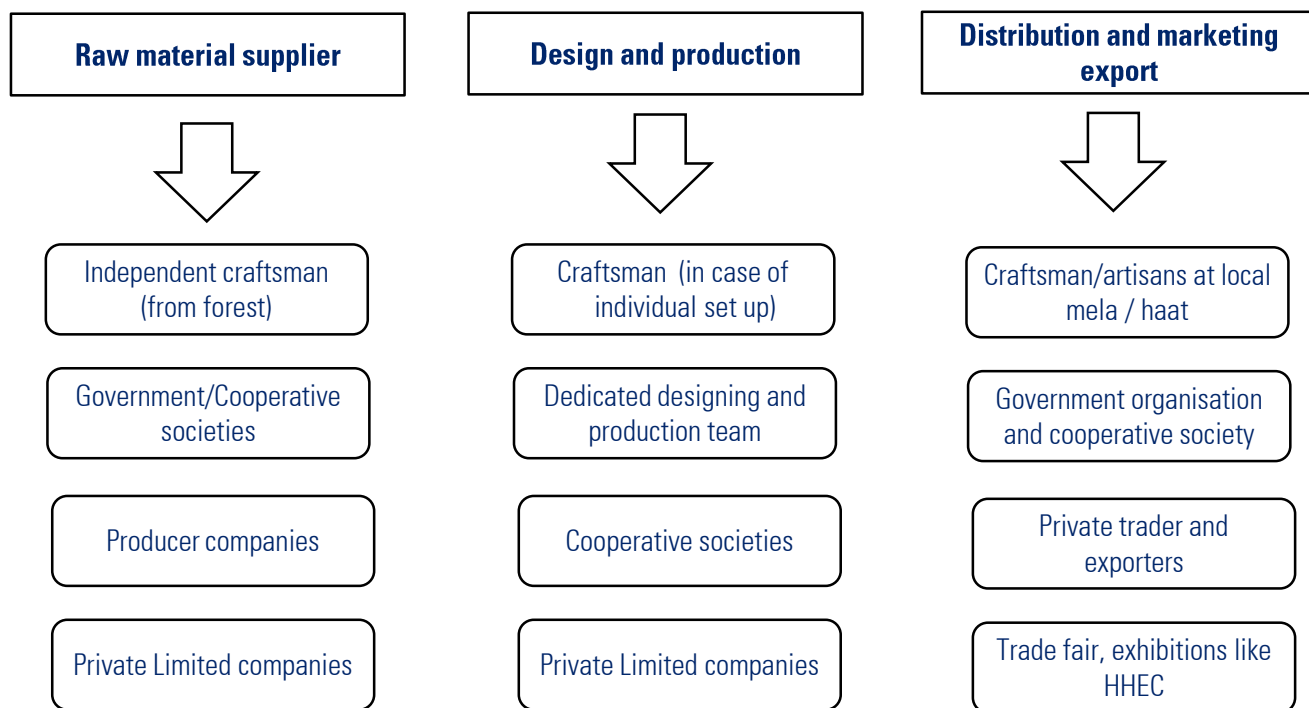 Raw material supplier
Independent craftsman
(from forest)
Government/Cooperative
societies
Producer companies
Private Limited companies
Design and production
Craftsman (in case of
individual set up)
Dedicated designing and
production team
Cooperative societies
Private Limited companies
Distribution and marketing
export
Craftsman/artisans at local
mela / haat
Government organisation
and cooperative society
Private trader and
exporters
Trade fair, exhibitions like
HHEC